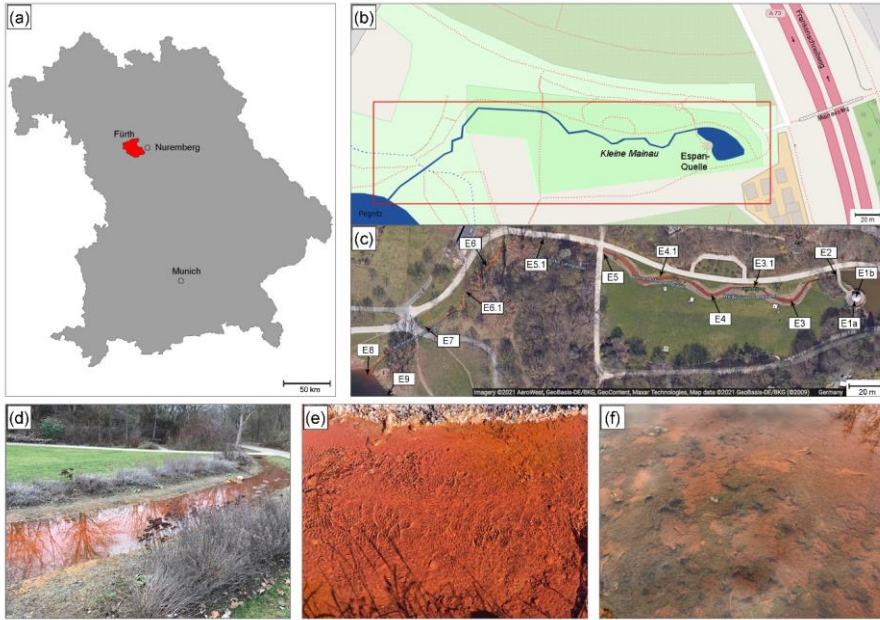 (a)
Fürth
Nuremberg
Munich
50 km
(b)
A 73
Frankenschnellweg
Kleine Mainau
Espan-
Quelle
Pegnitz
20 m
(c)
E6
E5.1
E4.1
E3.1
E2
E1b
E5
E6.1
E4
E3
E1a
E7
E8
E9
Imagery ©2021 AeroWest, GeoBasis-DE/BKG, GeoContent, Maxar Technologies, Map data ©2021 GeoBasis-DE/BKG (©2009)
Germany
20 m
(d)
(e)
(f)